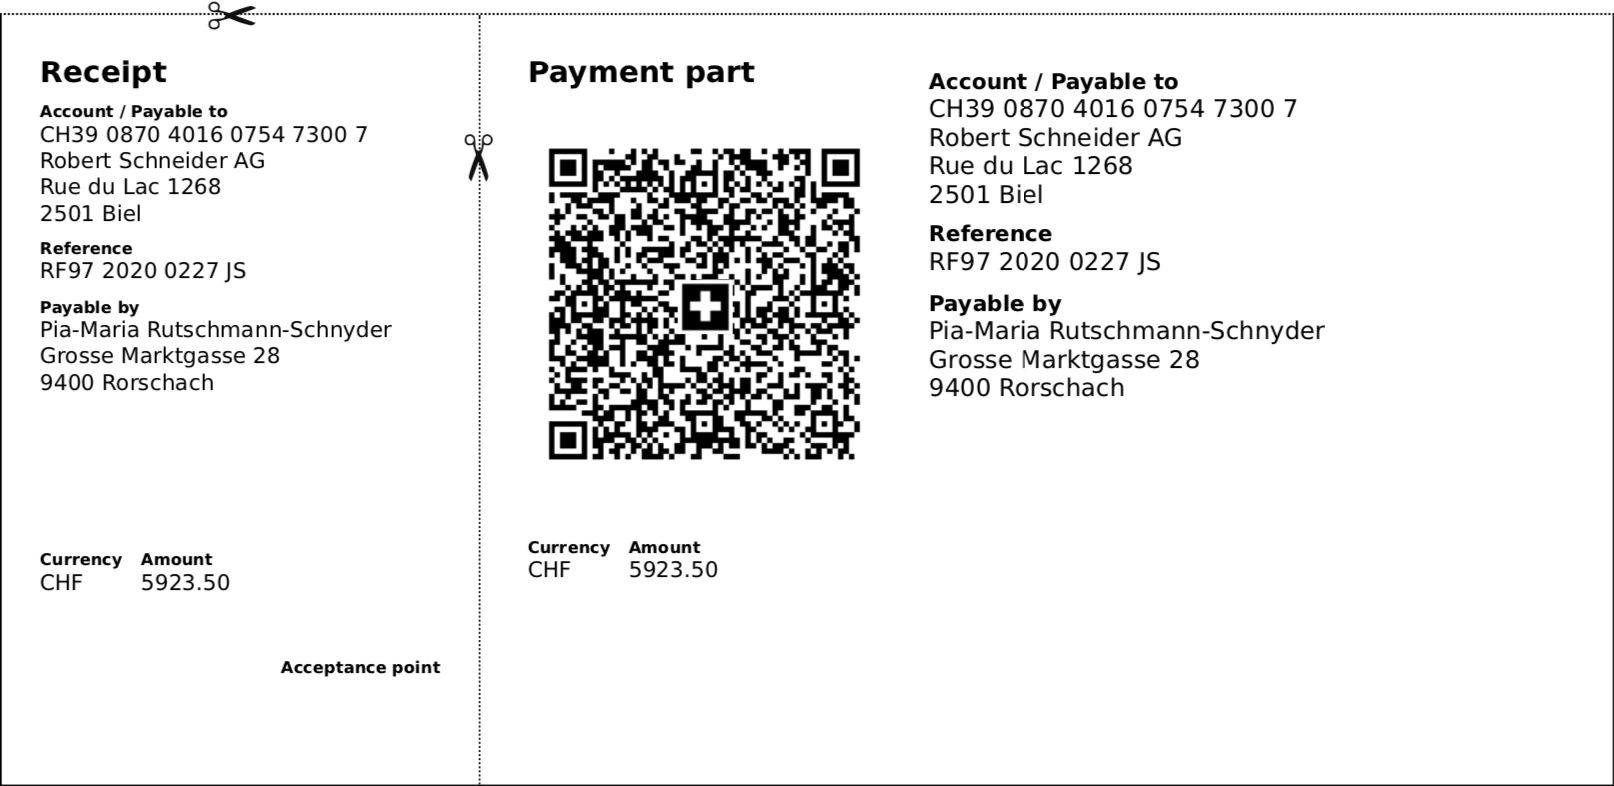 Receipt
Account / Payable to
CH39 0870 4016 0754 7300 7
Robert Schneider AG
Rue du Lac 1268
2501 Biel
Reference
RF97 2020 0227 JS
Payable by
Pia-Maria Rutschmann-Schnyder
Grosse Marktgasse 28
9400 Rorschach
Currency Amount
CHF 5923.50
Acceptance point
Payment part
Currency Amount
CHF 5923.50
Account / Payable to
CH39 0870 4016 0754 7300 7
Robert Schneider AG
Rue du Lac 1268
2501 Biel
Reference
RF97 2020 0227 JS
Payable by
Pia-Maria Rutschmann-Schnyder
Grosse Marktgasse 28
9400 Rorschach